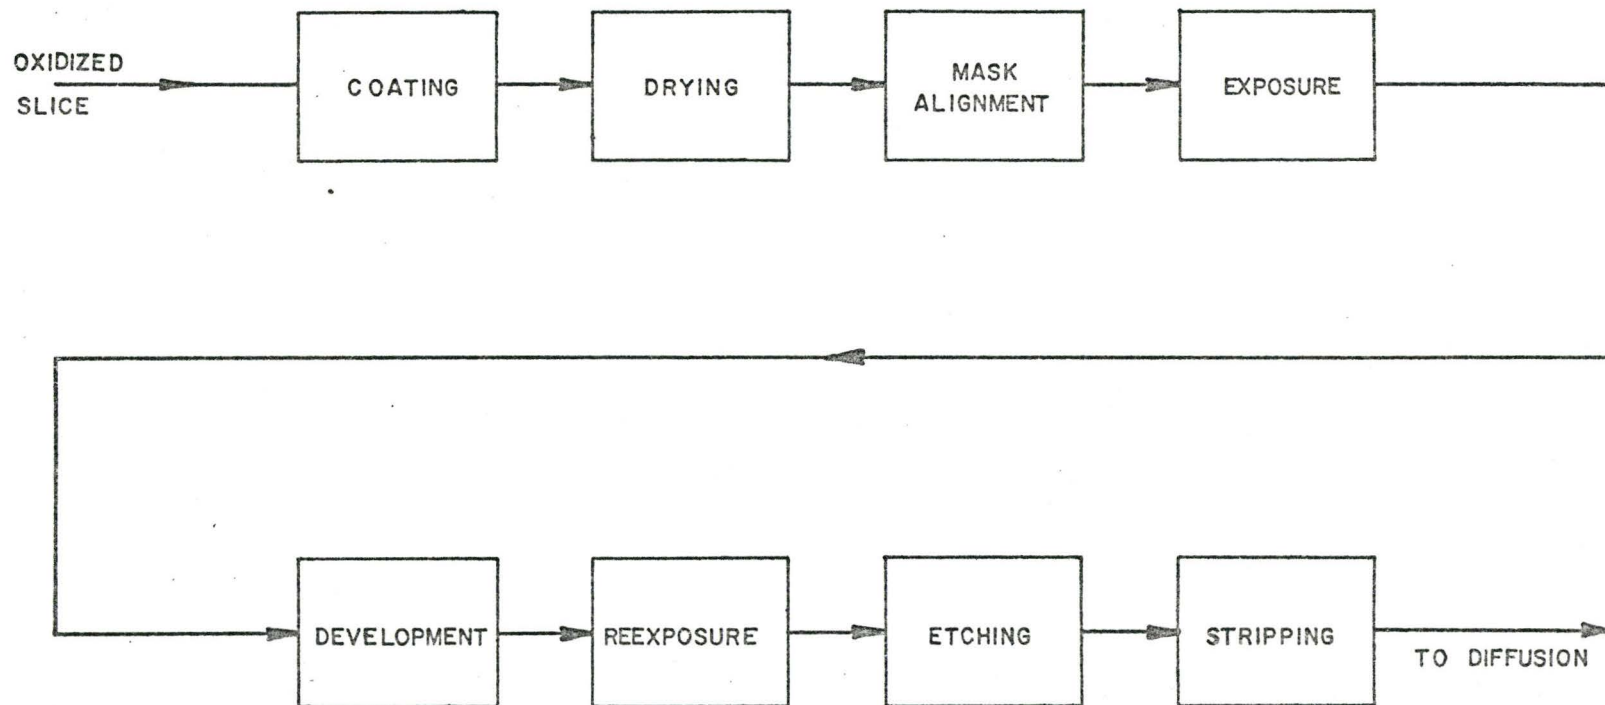 OXIDIZED
SLICE
COATING
DRYING
MASK
ALIGNMENT
EXPOSURE
DEVELOPMENT
REEXPOSURE
ETCHING
STRIPPING
TO DIFFUSION